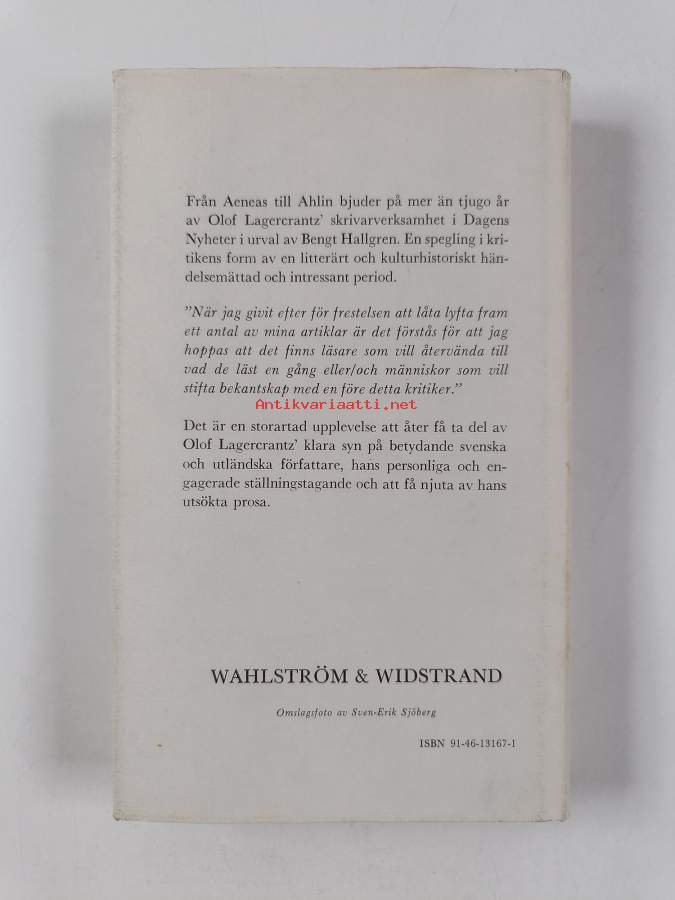 Från Aeneas till Ahlin bjuder på mer än tjugo år
av Olof Lagercrantz’ skrivarverksamhet i Dagens
Nyheter i urval av Bengt Hallgren. En spegling i kri-
tikens form av en litterärt och kulturhistoriskt hän-
delsemättad och intressant period.
”När jag givit efter för frestelsen att låta lyfta fram
ett antal av mina artiklar är det förstås för att jag
hoppas att det finns läsare som vill återvända till
vad de läst en gång eller/och människor som vill
stifta bekantskap med en före detta kritiker.”
Antikvariaatti.net
Det är en storartad upplevelse att åter få ta del av
Olof Lagercrantz’ klara syn på betydande svenska
och utländska författare, hans personliga och en-
gagerade ställningstagande och att få njuta av hans
utsökta prosa.
WAHLSTRÖM & WIDSTRAND
Omslagsfoto av Sven-Erik Sjöberg
ISBN 91-46-13167-1